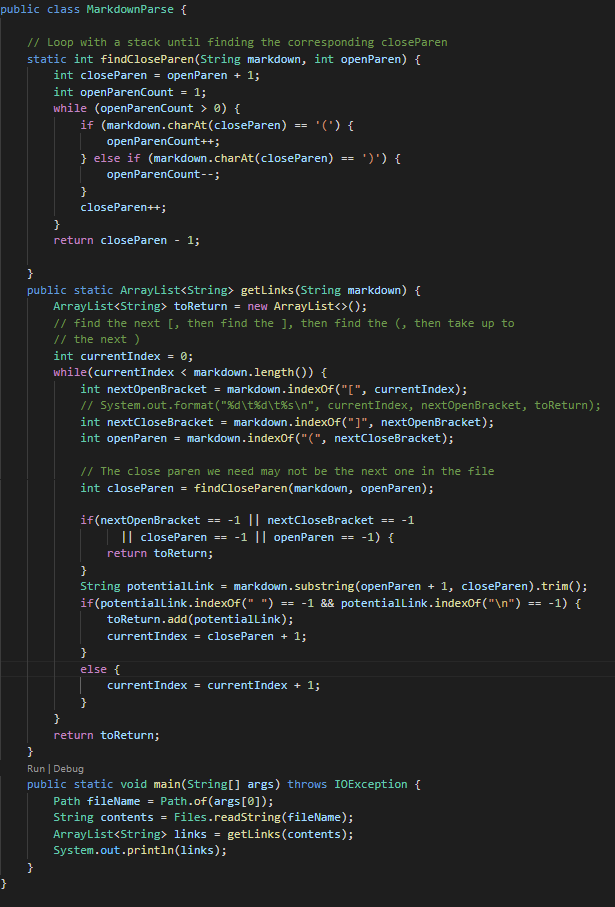 public class MarkdownParse {
// Loop with a stack until finding the corresponding closeParen
static int findCloseParen(String markdown, int openParen) {
int closeParen = openParen + 1;
int openParenCount = 1;
while (openParenCount > 0) {
if (markdown.charAt(closeParen) == '(') {
openParenCount++;
} else if (markdown.charAt(closeParen) == ')') {
openParenCount--;
}
closeParen++;
}
return closeParen - 1;
}
public static ArrayList<String> getLinks(String markdown) {
ArrayList<String> toReturn = new ArrayList<>();
// find the next [, then find the ], then find the (, then take up to
// the next )
int currentIndex = 0;
while(currentIndex < markdown.length()) {
int nextOpenBracket = markdown.indexOf("[", currentIndex);
// System.out.format("%d\t%d\t%s\n", currentIndex, nextOpenBracket, toReturn);
int nextCloseBracket = markdown.indexOf("]", nextOpenBracket);
int openParen = markdown.indexOf("(", nextCloseBracket);
// The close paren we need may not be the next one in the file
int closeParen = findCloseParen(markdown, openParen);
if(nextOpenBracket == -1 || nextCloseBracket == -1
|| closeParen == -1 || openParen == -1) {
return toReturn;
}
String potentialLink = markdown.substring(openParen + 1, closeParen).trim();
if(potentialLink.indexOf(" ") == -1 && potentialLink.indexOf("\n") == -1) {
toReturn.add(potentialLink);
currentIndex = closeParen + 1;
}
else {
currentIndex = currentIndex + 1;
}
}
return toReturn;
}
Run | Debug
public static void main(String[] args) throws IOException {
Path fileName = Path.of(args[0]);
String contents = Files.readString(fileName);
ArrayList<String> links = getLinks(contents);
System.out.println(links);
}
}